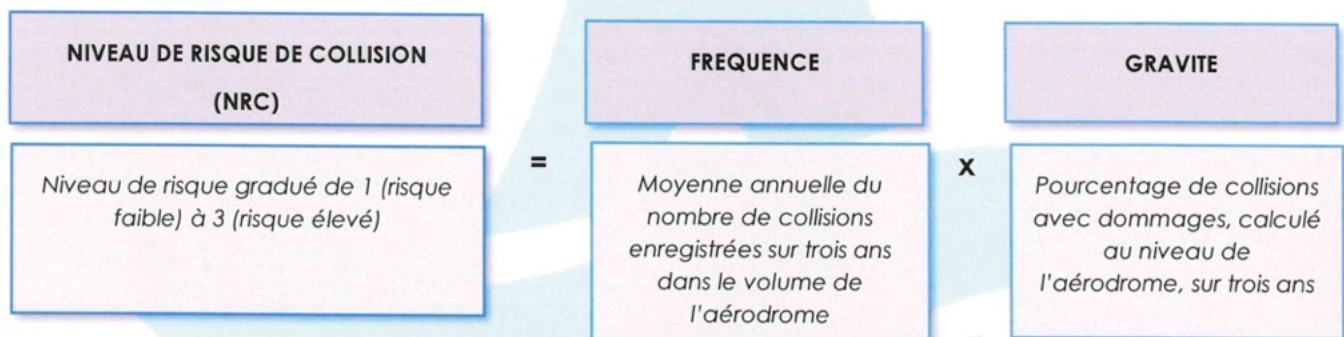 NIVEAU DE RISQUE DE COLLISION
(NRC)
Niveau de risque gradué de 1 (risque
faible) à 3 (risque élevé)
=
FREQUENCE
Moyenne annuelle du
nombre de collisions
enregistrées sur trois ans
dans le volume de
l'aérodrome
x
GRAVITE
Pourcentage de collisions
avec dommages, calculé
au niveau de
l'aérodrome, sur trois ans